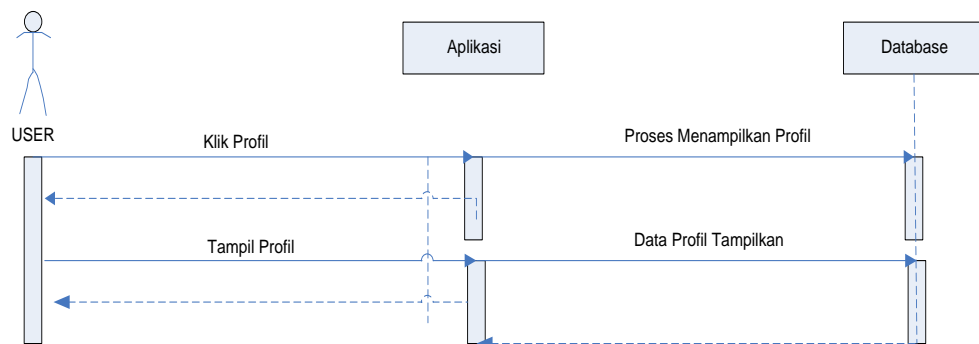 Aplikasi
Database
USER
Klik Profil
Proses Menampilkan Profil
Tampil Profil
Data Profil Tampilkan